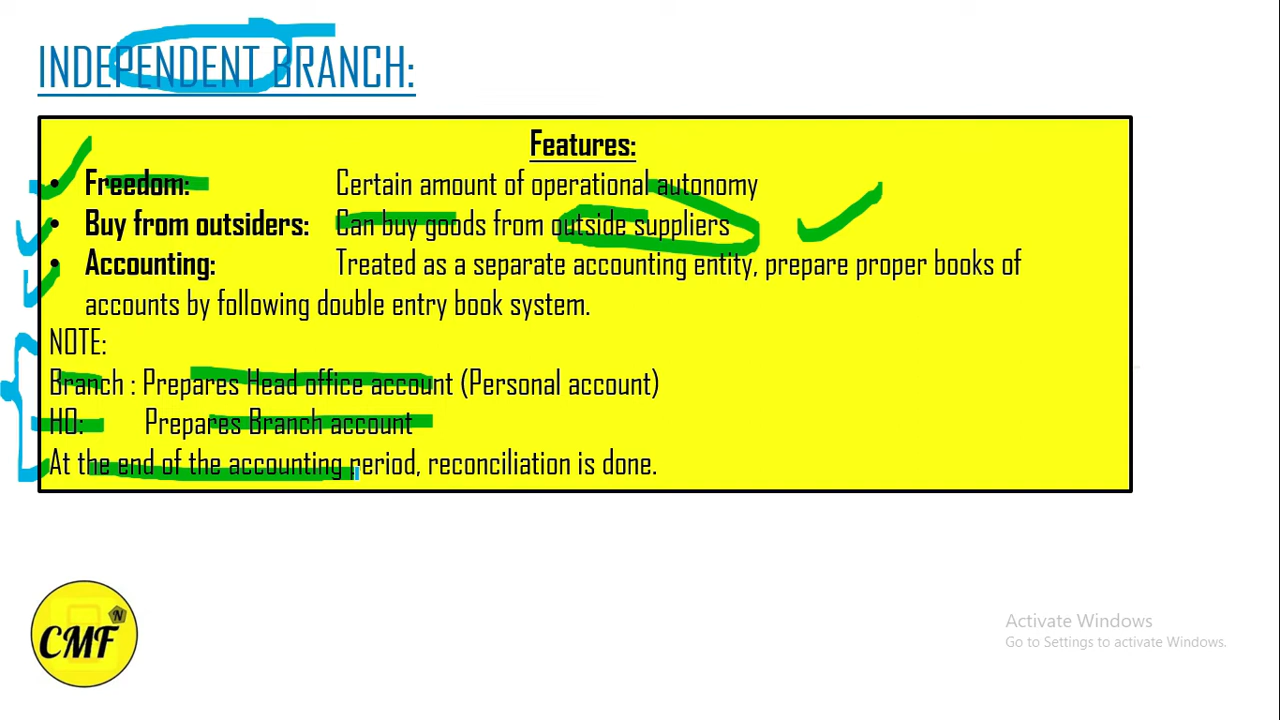 INDEPENDENT BRANCH:
Features:
• Freedom: Certain amount of operational autonomy
• Buy from outsiders: Can buy goods from outside suppliers
• Accounting: Treated as a separate accounting entity, prepare proper books of
accounts by following double entry book system.
NOTE:
Branch : Prepares Head office account (Personal account)
HO: Prepares Branch account
At the end of the accounting period, reconciliation is done.
N
CMF
Activate Windows
Go to Settings to activate Windows.